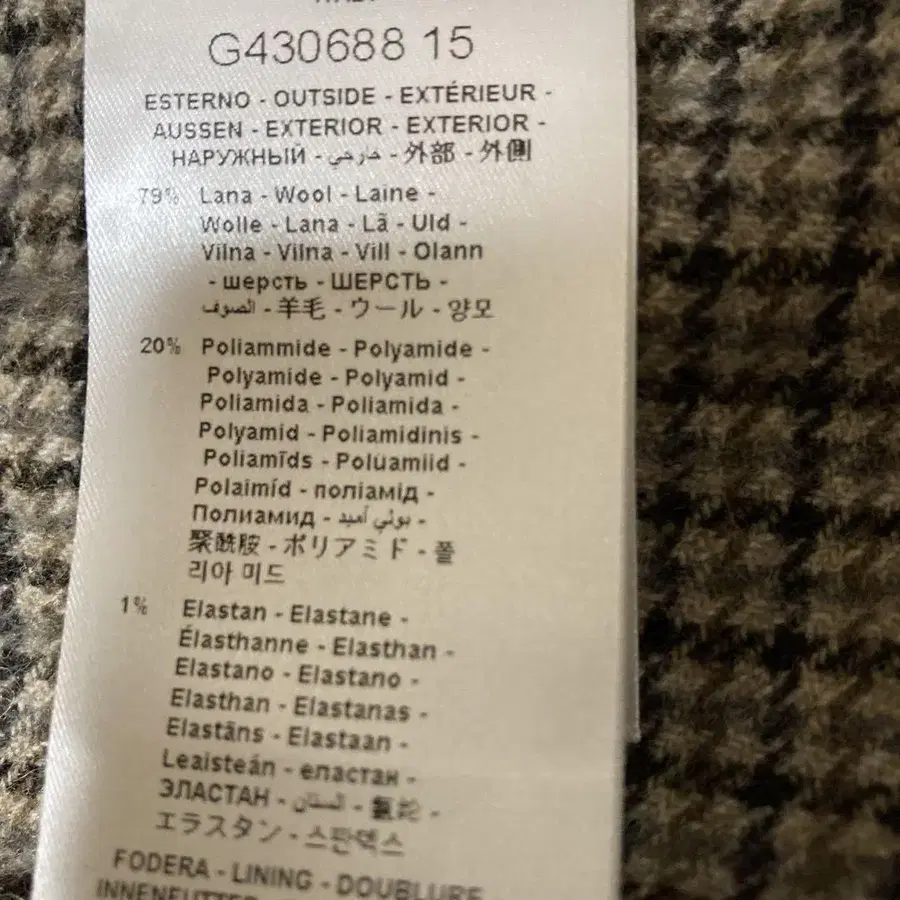 G430688 15
ESTERNO - OUTSIDE - EXTÉRIEUR -
AUSSEN - EXTERIOR - EXTERIOR -
НАРУЖНЫЙ - خارجي - 外部 - 外側
79% Lana - Wool - Laine -
Wolle - Lana - Lã - Uld -
Vilna - Vilna - Vill - Olann
- шерсть - ШЕРСТЬ -
الصوف - 羊毛 - ウール - 양모
20% Poliammide - Polyamide -
Polyamide - Polyamid -
Poliamida - Poliamida -
Polyamid - Poliamidinis -
Poliamīds - Polüamiid -
Polaimíd - поліамід -
Полиамид - بولي أميد -
聚酰胺 - ポリアミド - 폴
리아 미드
1% Elastan - Elastane -
Élasthanne - Elasthan -
Elastano - Elastano -
Elasthan - Elastanas -
Elastāns - Elastaan -
Leaisteán - еластан -
ЭЛАСТАН - الستان - 氨纶 -
エラスタン - 스판덱스
FODERA - LINING - DOUBLURE
INNENFUTTER